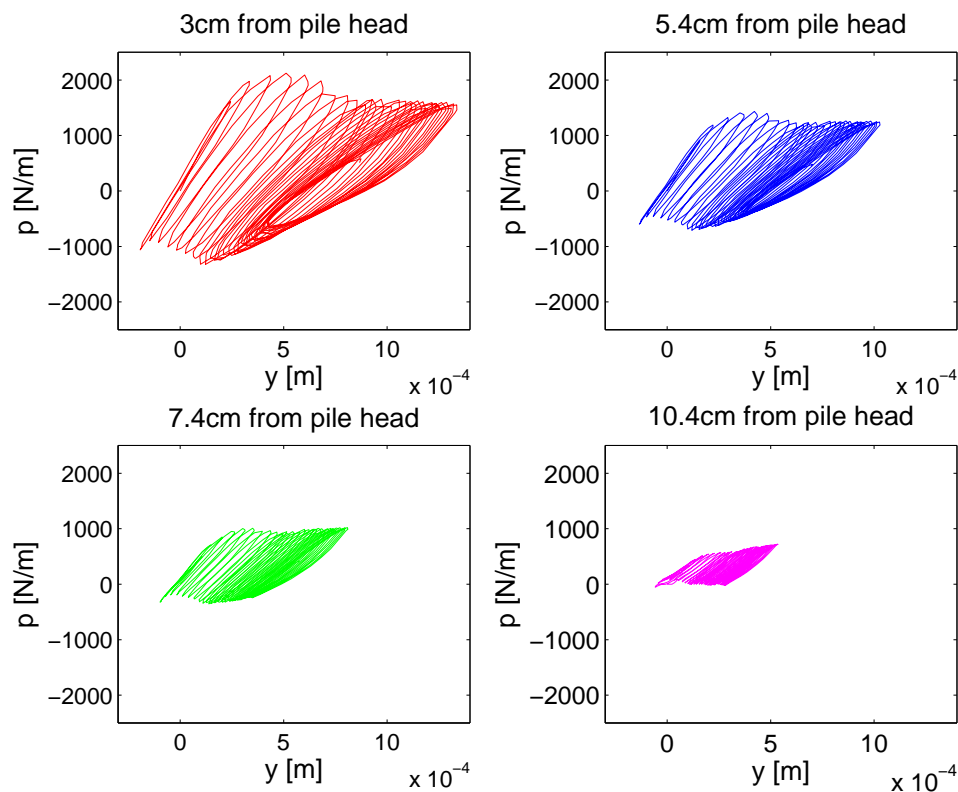 3cm from pile head
2000
1000
0
−1000
−2000
p [N/m]
0 5 10
y [m]
x 10−4
5.4cm from pile head
2000
1000
0
−1000
−2000
p [N/m]
0 5 10
y [m]
x 10−4
7.4cm from pile head
2000
1000
0
−1000
−2000
p [N/m]
0 5 10
y [m]
x 10−4
10.4cm from pile head
2000
1000
0
−1000
−2000
p [N/m]
0 5 10
y [m]
x 10−4